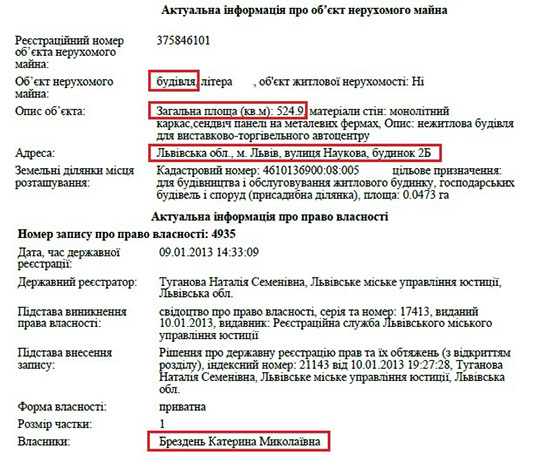 Актуальна інформація про об’єкт нерухомого майна
Реєстраційний номер 375846101
об’єкта нерухомого
майна:
Об’єкт нерухомого будівля, літера , об'єкт житлової нерухомості: Ні
майна:
Опис об’єкта: Загальна площа (кв.м): 524.9, матеріали стін: монолітний
каркас,сендвіч панелі на металевих фермах, Опис: нежитлова будівля
для виставково-торгівельного автоцентру
Адреса: Львівська обл., м. Львів, вулиця Наукова, будинок 2Б
Земельні ділянки місця Кадастровий номер: 4610136900:08:005 цільове призначення:
розташування: для будівництва і обслуговування житлового будинку, господарських
будівель і споруд (присадибна ділянка), площа: 0.0473 га
Актуальна інформація про право власності
Номер запису про право власності: 4935
Дата, час державної 09.01.2013 14:33:09
реєстрації:
Державний реєстратор: Туганова Наталія Семенівна, Львівське міське управління юстиції,
Львівська обл.
Підстава виникнення свідоцтво про право власності, серія та номер: 17413, виданий
права власності: 10.01.2013, видавник: Реєстраційна служба Львівського міського
управління юстиції
Підстава внесення Рішення про державну реєстрацію прав та їх обтяжень (з відкриттям
запису: розділу), індексний номер: 21143 від 10.01.2013 19:27:28, Туганова
Наталія Семенівна, Львівське міське управління юстиції, Львівська
обл.
Форма власності: приватна
Розмір частки: 1
Власники: Брездень Катерина Миколаївна